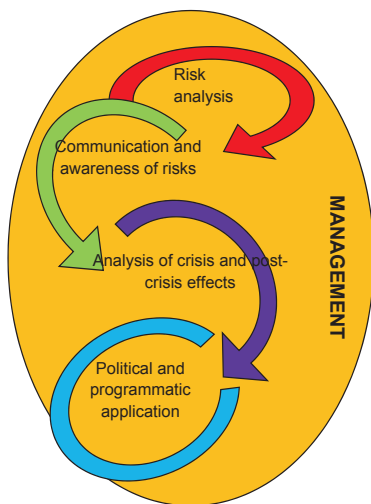 Risk
analysis
Communication and
awareness of risks
MANAGEMENT
Analysis of crisis and post-
crisis effects
Political and
programmatic
application